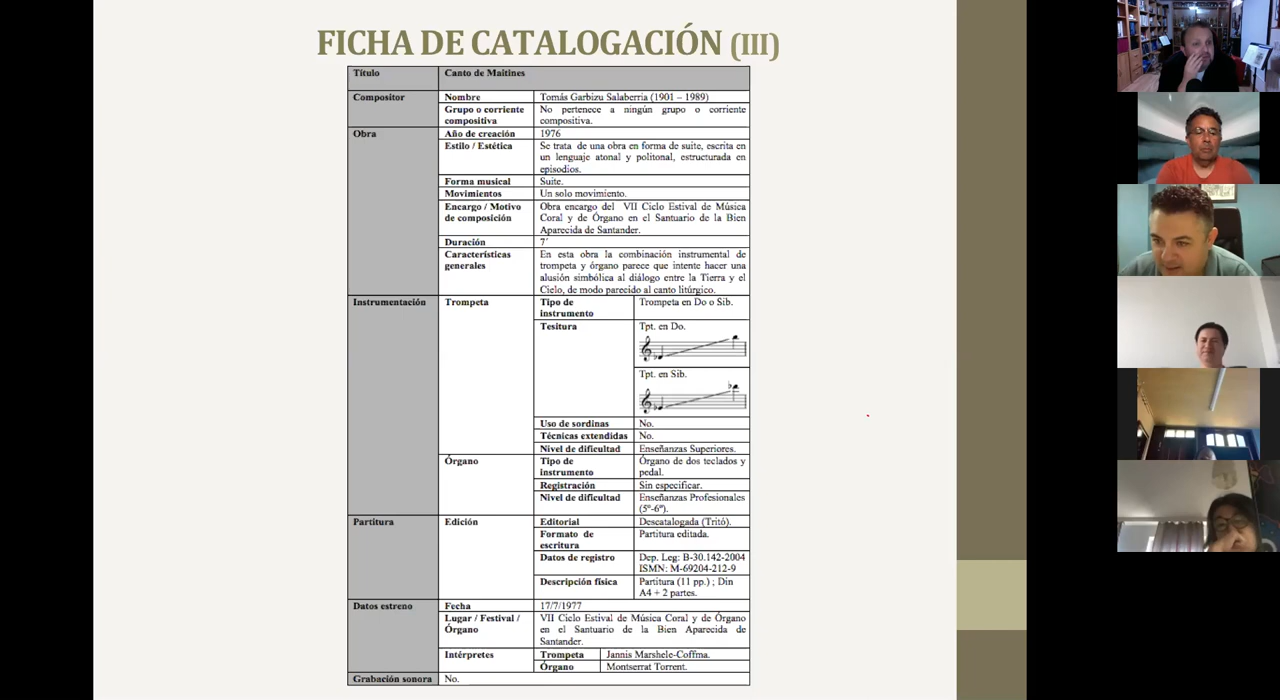 FICHA DE CATALOGACIÓN (III)
Título Canto de Maitines
Compositor Nombre Tomás Garbizu Salaberria (1901 – 1989)
Grupo o corriente compositiva No pertenece a ningún grupo o corriente compositiva.
Obra Año de creación 1976
Estilo / Estética Se trata de una obra en forma de suite, escrita en
un lenguaje atonal y politonal, estructurada en
episodios.
Forma musical Suite.
Movimientos Un solo movimiento.
Encargo / Motivo de composición Obra encargo del VII Ciclo Estival de Música
Coral y de Órgano en el Santuario de la Bien
Aparecida de Santander.
Duración 7'
Características generales En esta obra la combinación instrumental de
trompeta y órgano parece que intente hacer una
alusión simbólica al diálogo entre la Tierra y el
Cielo, de modo parecido al canto litúrgico.
Instrumentación Trompeta Tipo de instrumento Trompeta en Do o Sib.
Tesitura Tpt. en Do.
Tpt. en Sib.
Uso de sordinas No.
Técnicas extendidas No.
Nivel de dificultad Enseñanzas Superiores.
Órgano Tipo de instrumento Órgano de dos teclados y pedal.
Registración Sin especificar.
Nivel de dificultad Enseñanzas Profesionales (5º-6º).
Partitura Edición Editorial Descatalogada (Tritó).
Formato de escritura Partitura editada.
Datos de registro Dep. Leg: B-30.142-2004
ISMN: M-69204-212-9
Descripción física Partitura (11 pp.) ; Din
A4 + 2 partes.
Datos estreno Fecha 17/7/1977
Lugar / Festival / Órgano VII Ciclo Estival de Música Coral y de Órgano
en el Santuario de la Bien Aparecida de
Santander.
Intérpretes Trompeta Jannis Marshele-Coffma.
Órgano Montserrat Torrent.
Grabación sonora No.